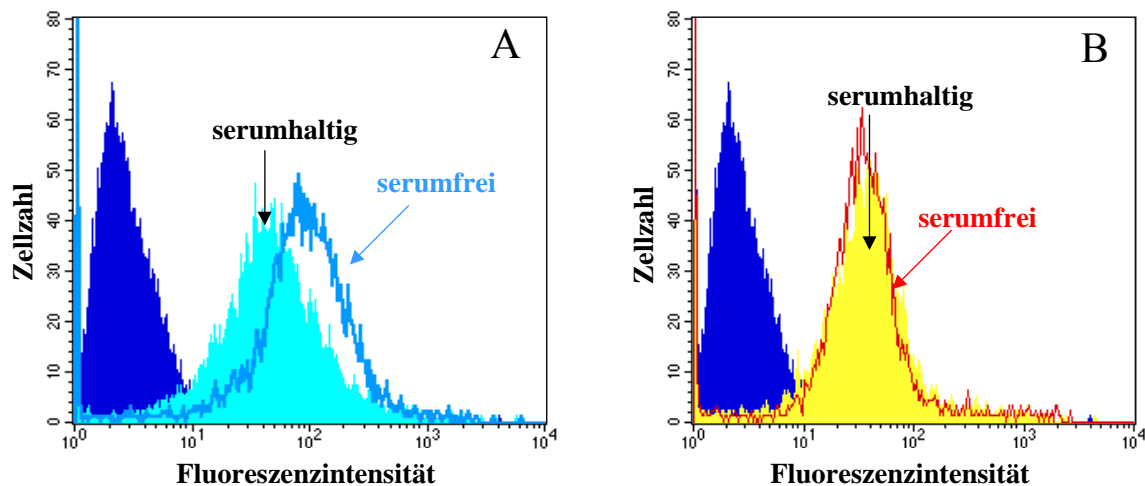 A
80
70
60
50
40
30
20
10
0
Zellzahl
serumhaltig
serumfrei
10^0 10^1 10^2 10^3 10^4
Fluoreszenzintensität
B
80
70
60
50
40
30
20
10
0
Zellzahl
serumhaltig
serumfrei
10^0 10^1 10^2 10^3 10^4
Fluoreszenzintensität